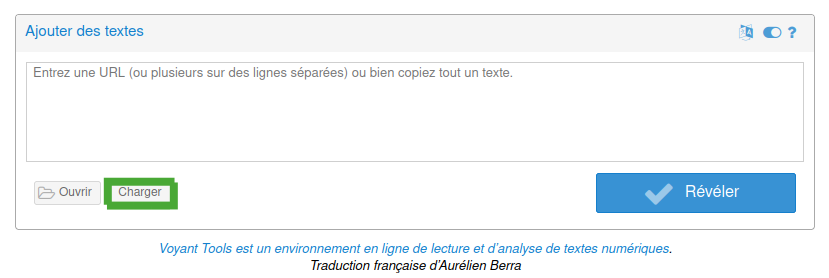 Ajouter des textes
?
Entrez une URL (ou plusieurs sur des lignes séparées) ou bien copiez tout un texte.
Ouvrir
Charger
Révéler
Voyant Tools est un environnement en ligne de lecture et d'analyse de textes numériques.
Traduction française d'Aurélien Berra